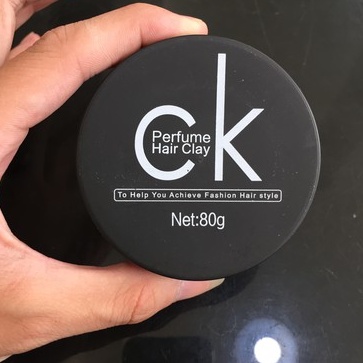 ck
Perfume
Hair Clay
To Help You Achieve Fashion Hair style
Net:80g